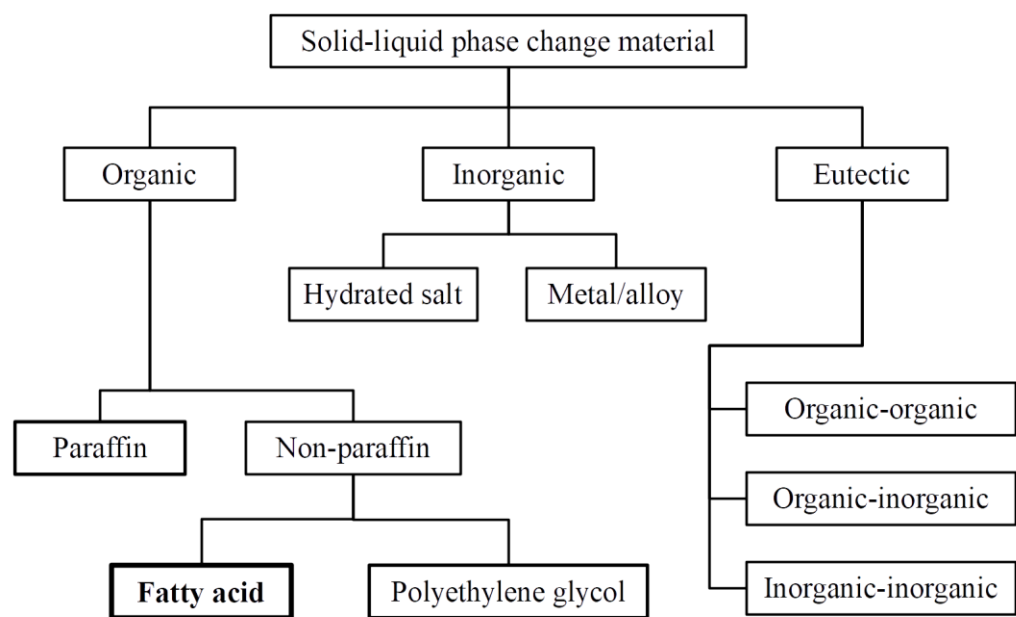 Solid-liquid phase change material
Organic
Inorganic
Eutectic
Hydrated salt
Metal/alloy
Paraffin
Non-paraffin
Organic-organic
Organic-inorganic
Fatty acid
Polyethylene glycol
Inorganic-inorganic